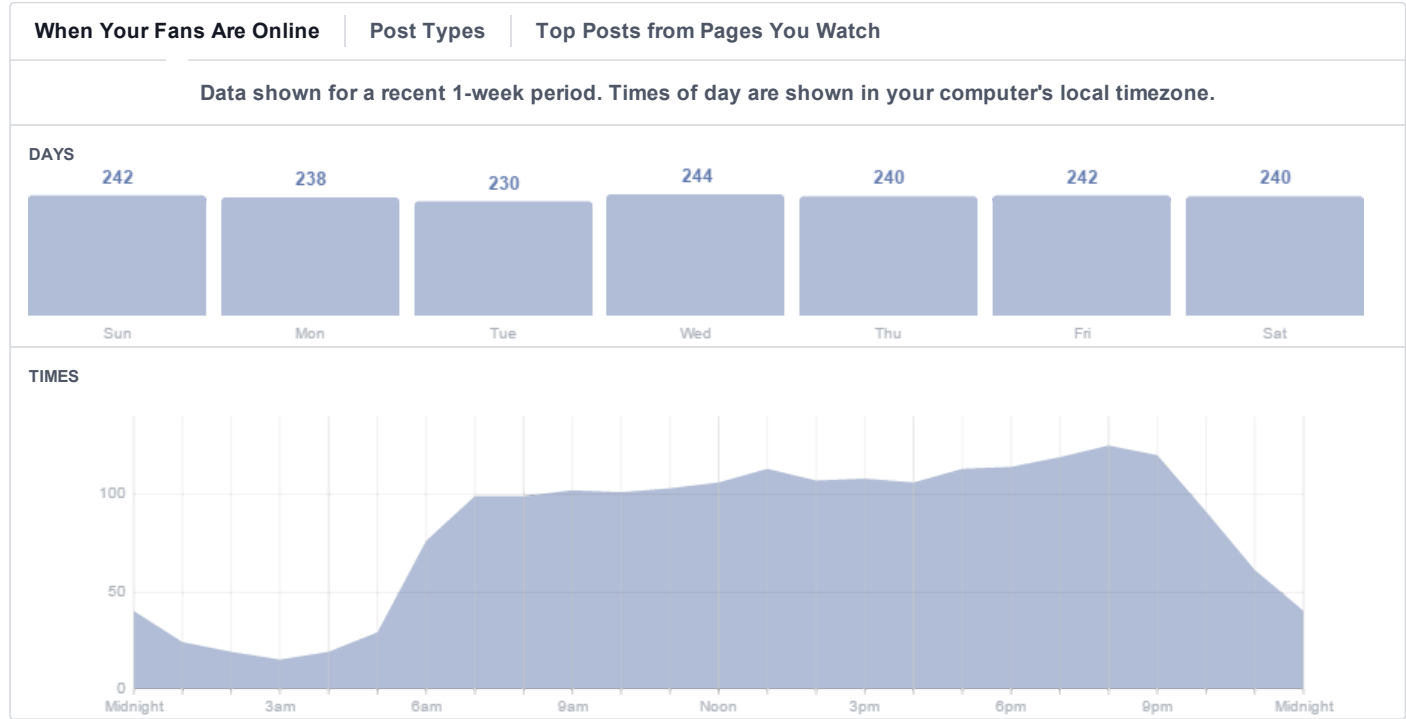 When Your Fans Are Online Post Types Top Posts from Pages You Watch
Data shown for a recent 1-week period. Times of day are shown in your computer's local timezone.
DAYS
242 238 230 244 240 242 240
Sun Mon Tue Wed Thu Fri Sat
TIMES
100
50
0
Midnight 3am 6am 9am Noon 3pm 6pm 9pm Midnight